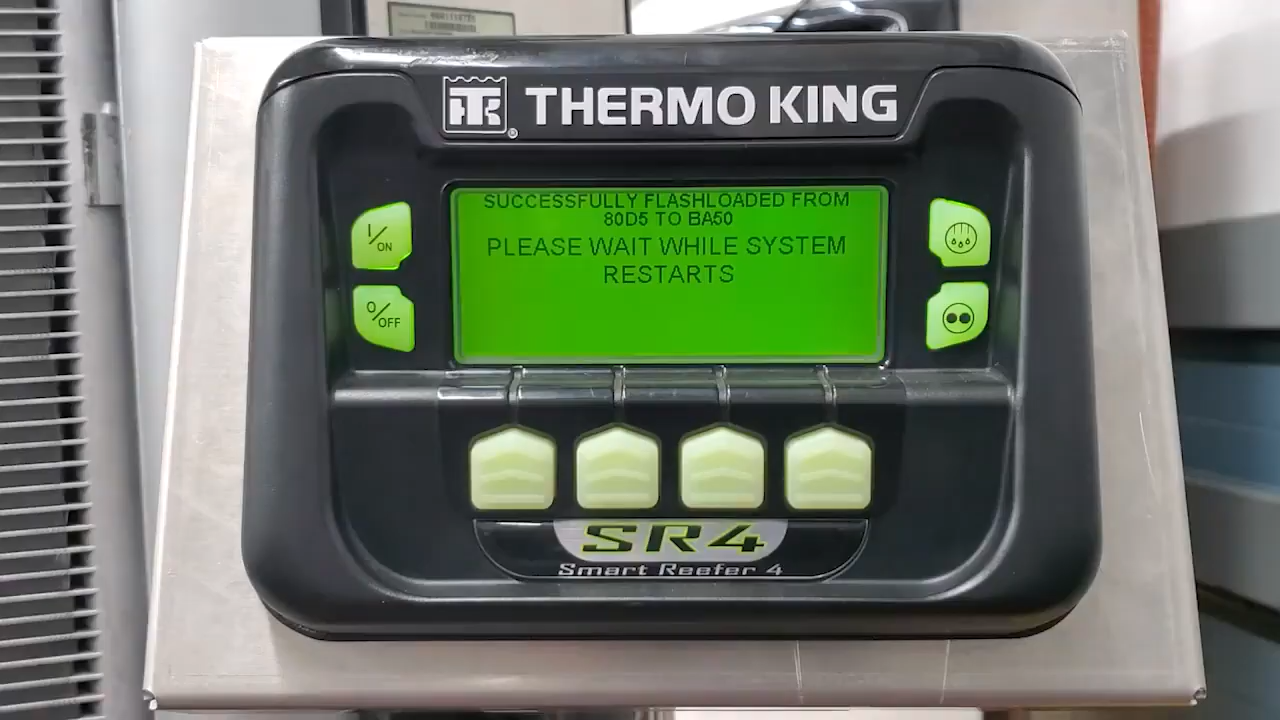 THERMO KING
SUCCESSFULLY FLASHLOADED FROM
80D5 TO BA50
PLEASE WAIT WHILE SYSTEM
RESTARTS
I/ON
O/OFF
SR4
Smart Reefer 4